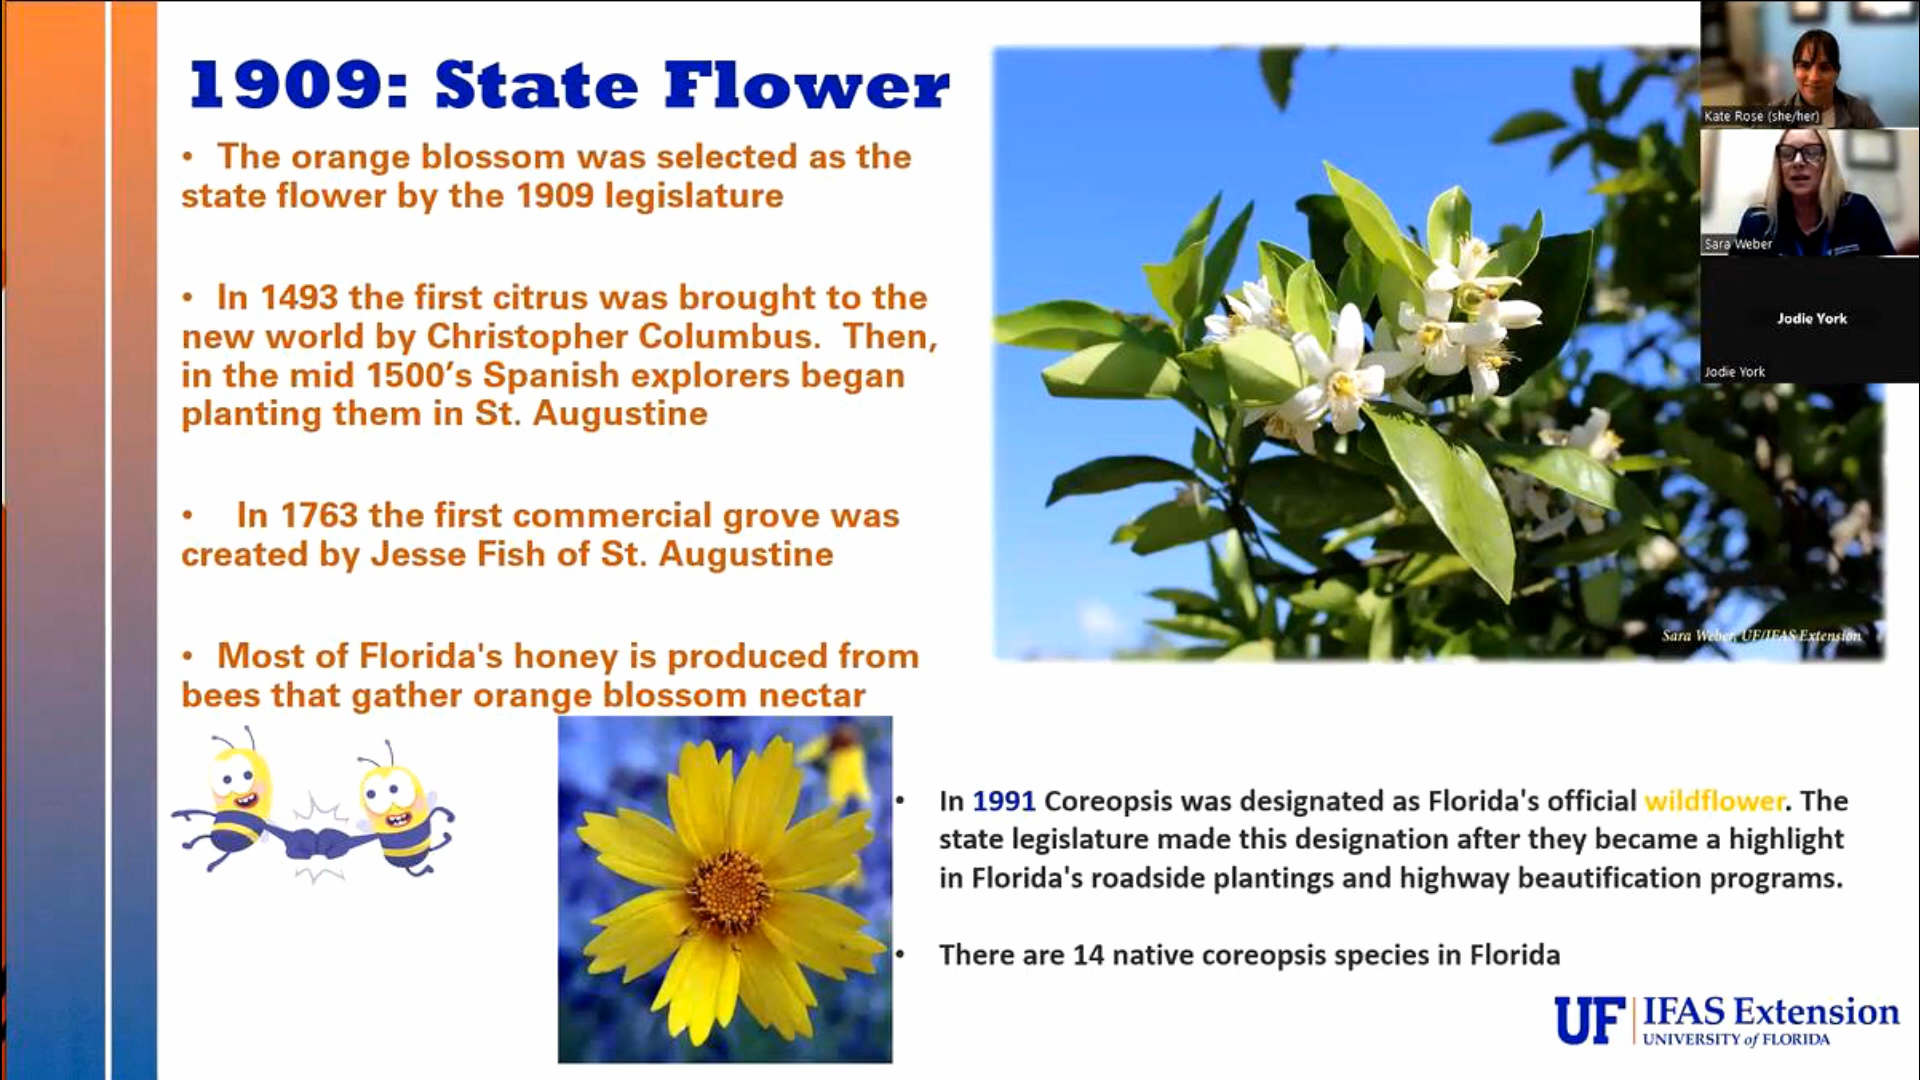 1909: State Flower
• The orange blossom was selected as the
state flower by the 1909 legislature
• In 1493 the first citrus was brought to the
new world by Christopher Columbus. Then,
in the mid 1500’s Spanish explorers began
planting them in St. Augustine
• In 1763 the first commercial grove was
created by Jesse Fish of St. Augustine
• Most of Florida's honey is produced from
bees that gather orange blossom nectar
Sara Weber, UF/IFAS Extension
• In 1991 Coreopsis was designated as Florida's official wildflower. The
state legislature made this designation after they became a highlight
in Florida's roadside plantings and highway beautification programs.
• There are 14 native coreopsis species in Florida
UF IFAS Extension
UNIVERSITY of FLORIDA
Kate Rose (she/her)
Sara Weber
Jodie York
Jodie York